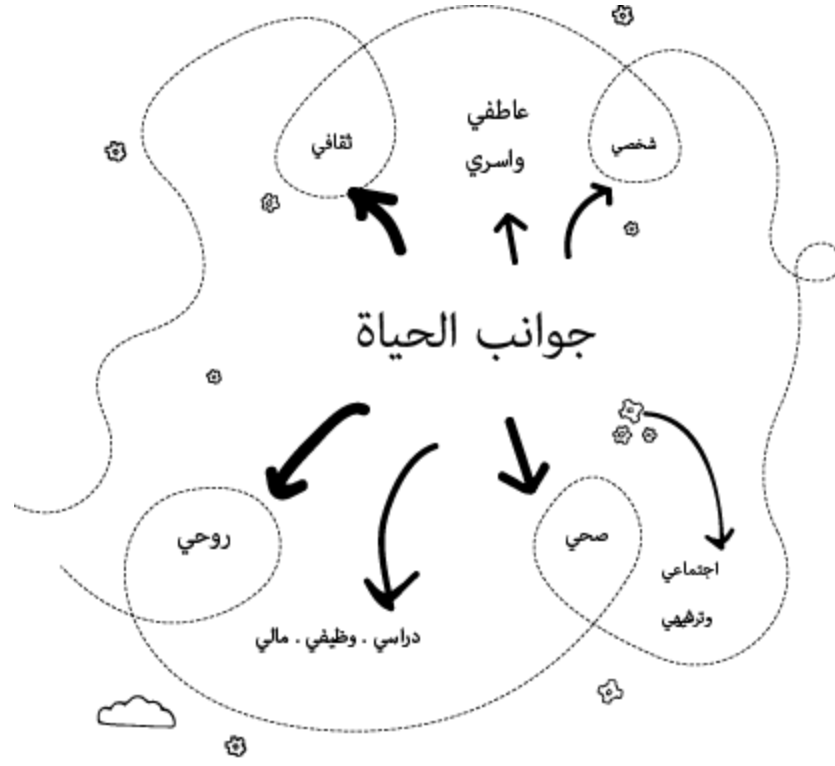 شخصي
عاطفي
واسري
ثقافي
جوانب الحياة
اجتماعي
وترفيهي
صحي
دراسي . وظيفي . مالي
روحي